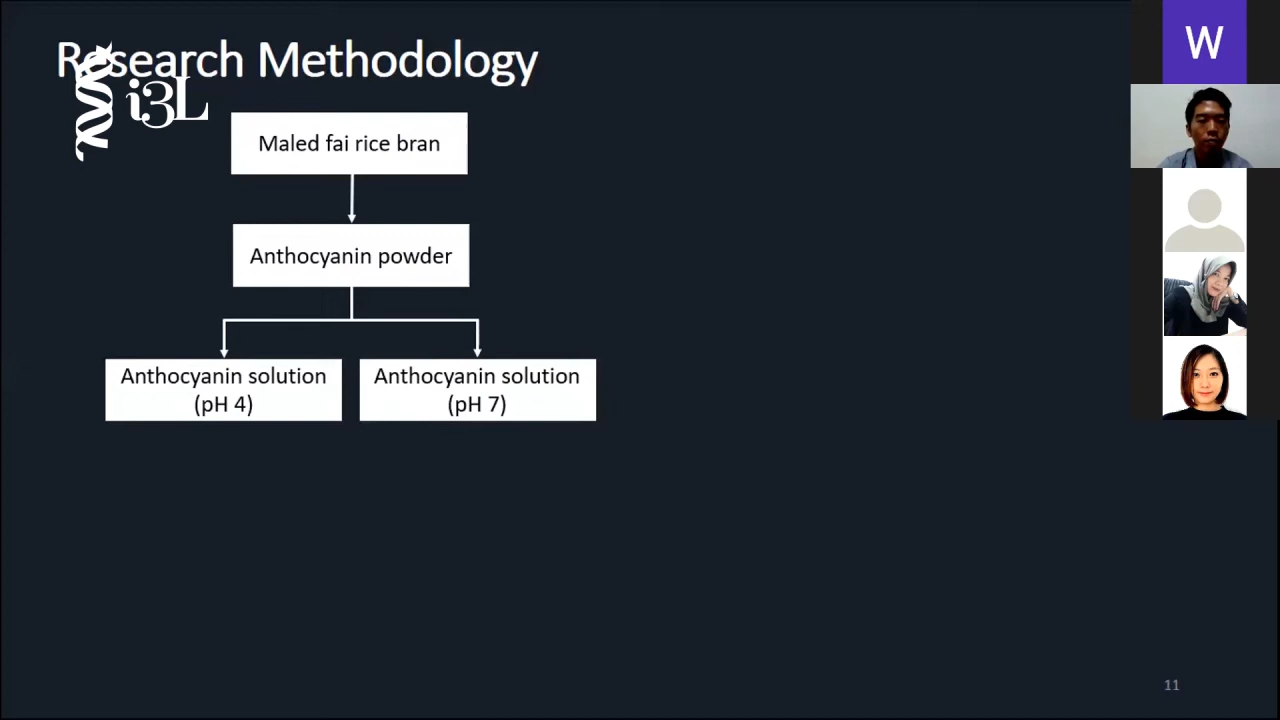 Research Methodology
i3L
Maled fai rice bran
Anthocyanin powder
Anthocyanin solution
(pH 4)
Anthocyanin solution
(pH 7)
W
11